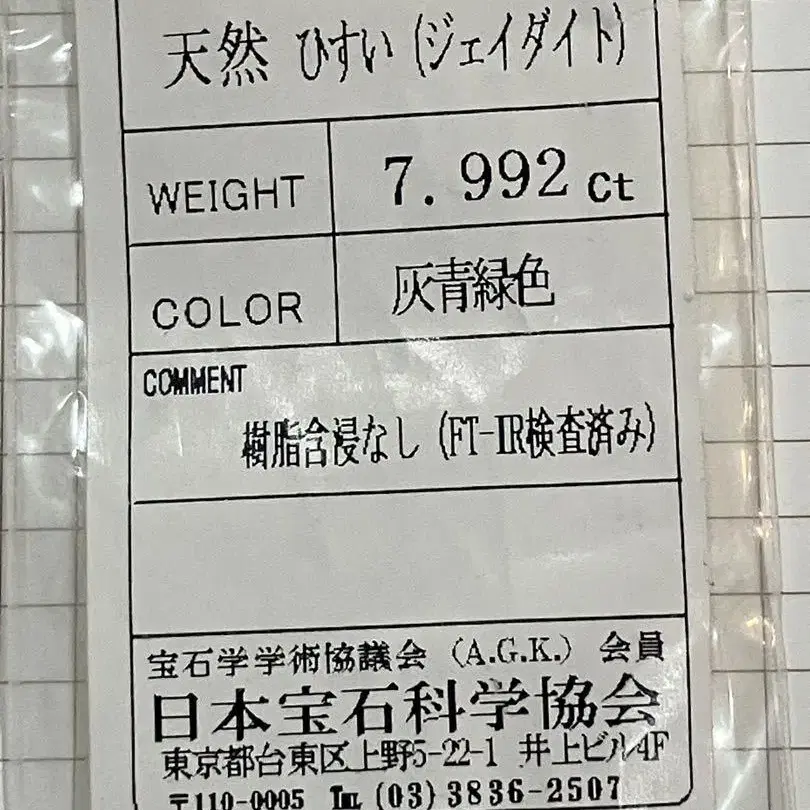 天然 ひすい (ジェイダイト)
WEIGHT 7.992 ct
COLOR 灰青緑色
COMMENT
樹脂含浸なし (FT-IR検査済み)
宝石学学術協議会 (A.G.K.) 会員
日本宝石科学協会
東京都台東区上野5-22-1 井上ビル4F
〒110-0005 ℡ (03) 3836-2507